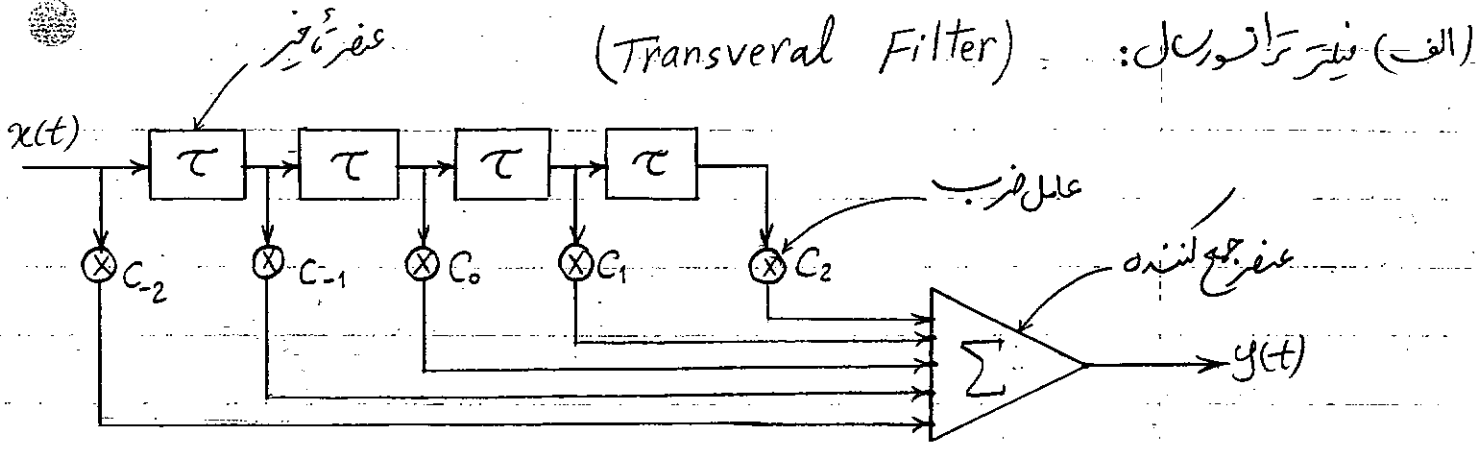 (الف) فیلتر ترانسورسال: (Transveral Filter)
عنصر تأخیر
x(t)
τ τ τ τ
عامل ضرب
C-2 C-1 C0 C1 C2
عنصر جمع کننده
Σ
y(t)